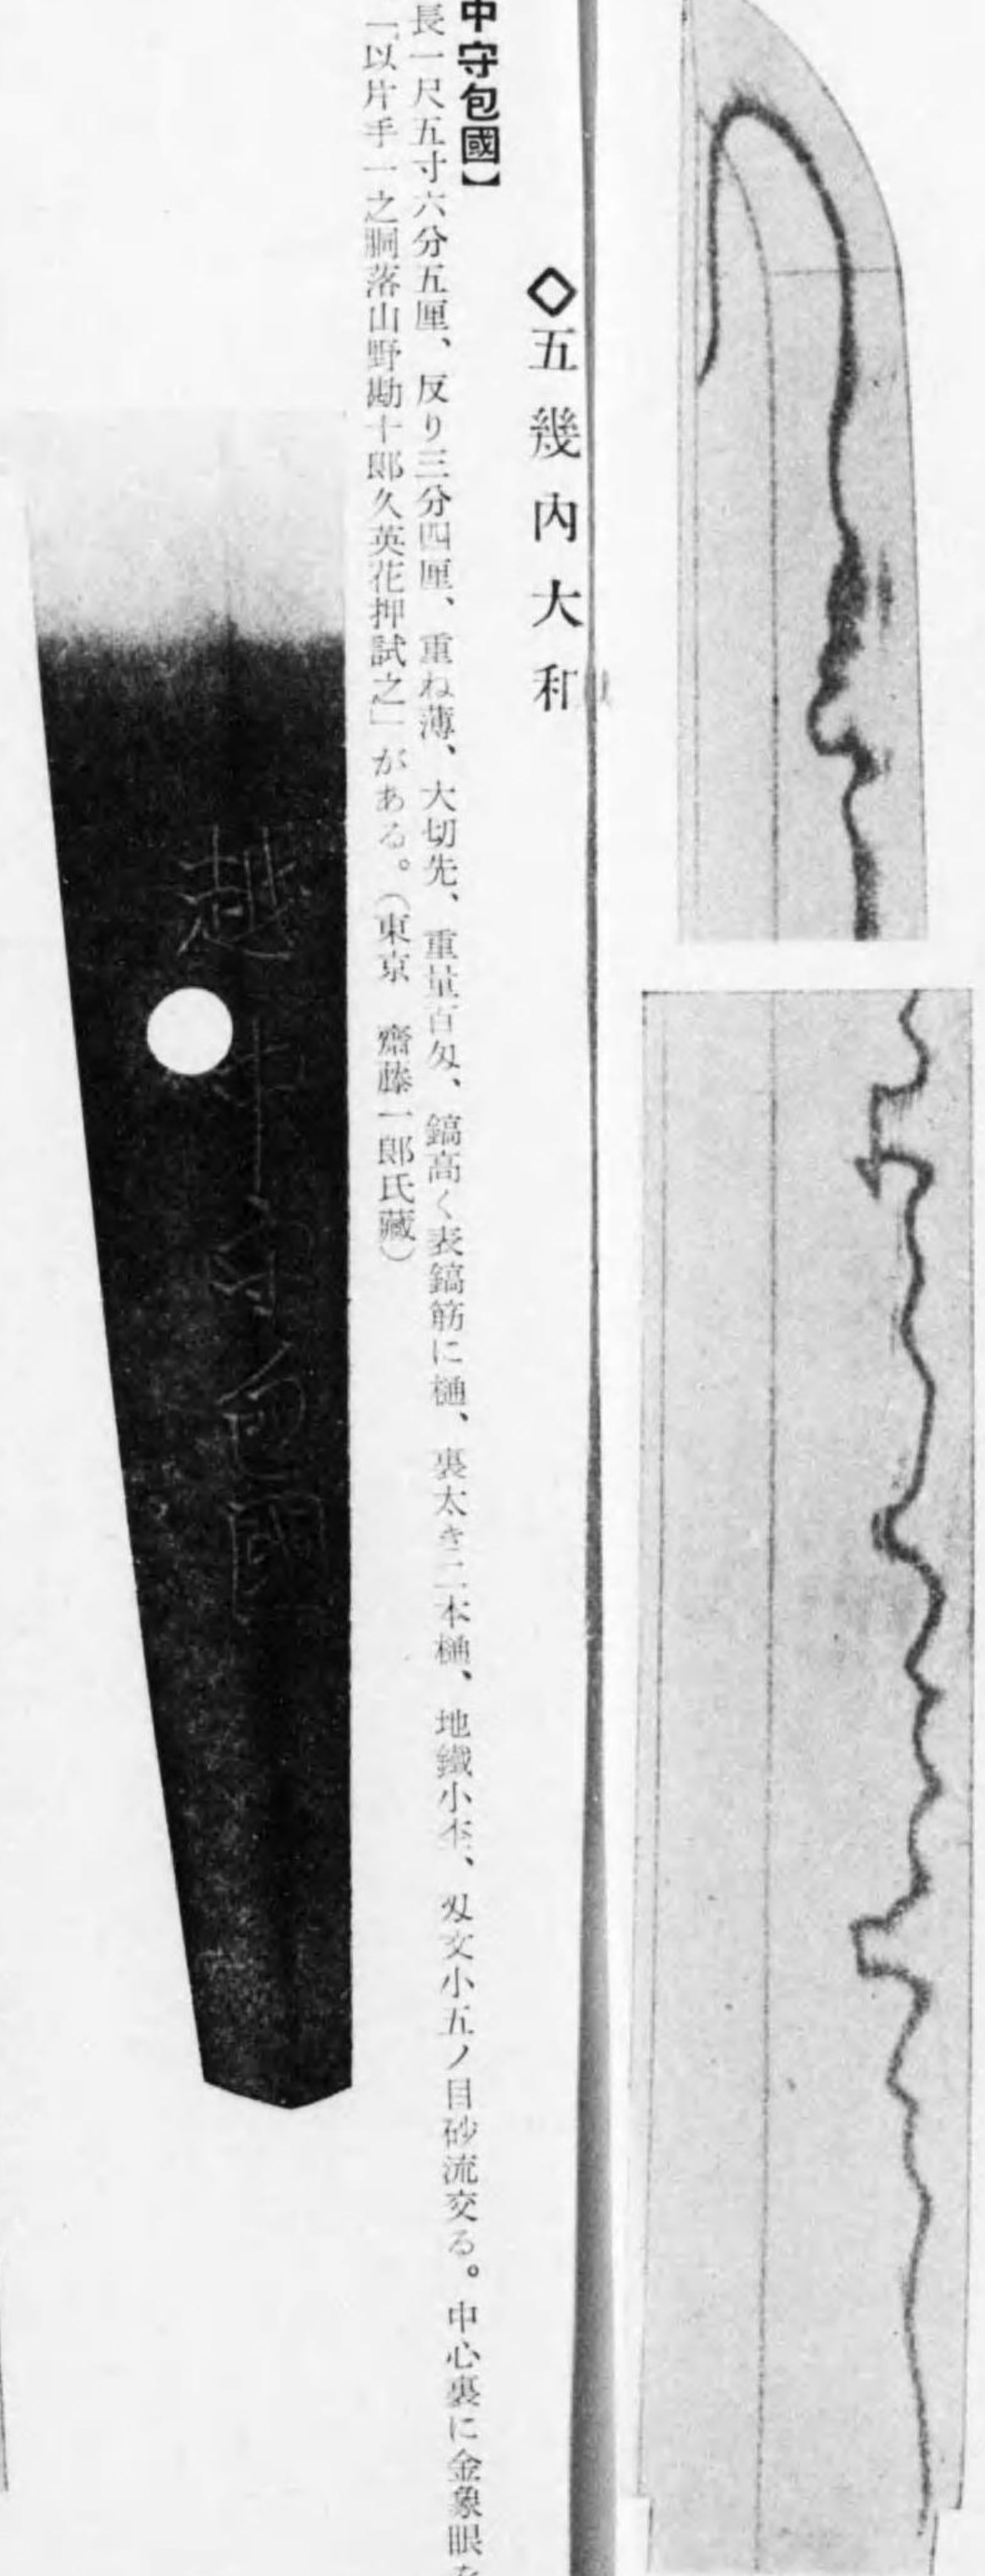 ◇五幾内大和
中守包國】
長一尺五寸六分五厘、反り三分四厘、重ね薄、大切先、重量百匁、鎬高く表鎬筋に樋、裏太き二本樋、地鐵小杢、刄文小五ノ目砂流交る。中心裏に金象眼を
「以片手一之胴落山野勘十郎久英花押試之」がある。（東京　齋藤一郎氏藏）
越中守包國